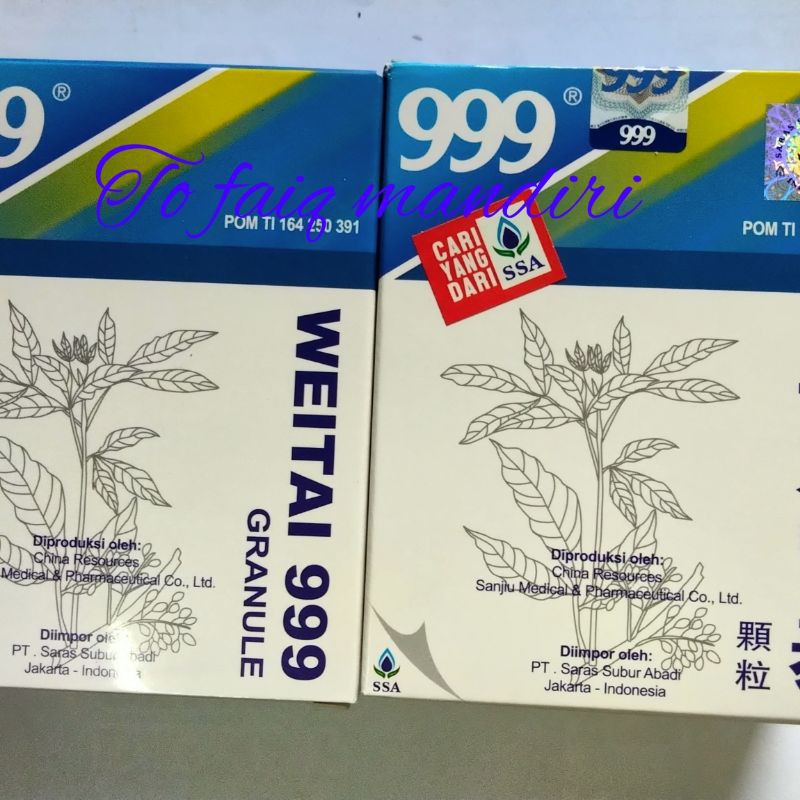 9®
To faiq mandiri
POM TI 164 250 391
WEITAI 999
GRANULE
Diproduksi oleh:
China Resources
Medical & Pharmaceutical Co., Ltd.
Diimpor oleh:
PT . Saras Subur Abadi
Jakarta - Indonesia
999®
999
999
CARI
YANG
DARI
SSA
POM TI
Diproduksi oleh:
China Resources
Sanjiu Medical & Pharmaceutical Co., Ltd.
顆粒
Diimpor oleh:
PT . Saras Subur Abadi
Jakarta - Indonesia
SSA